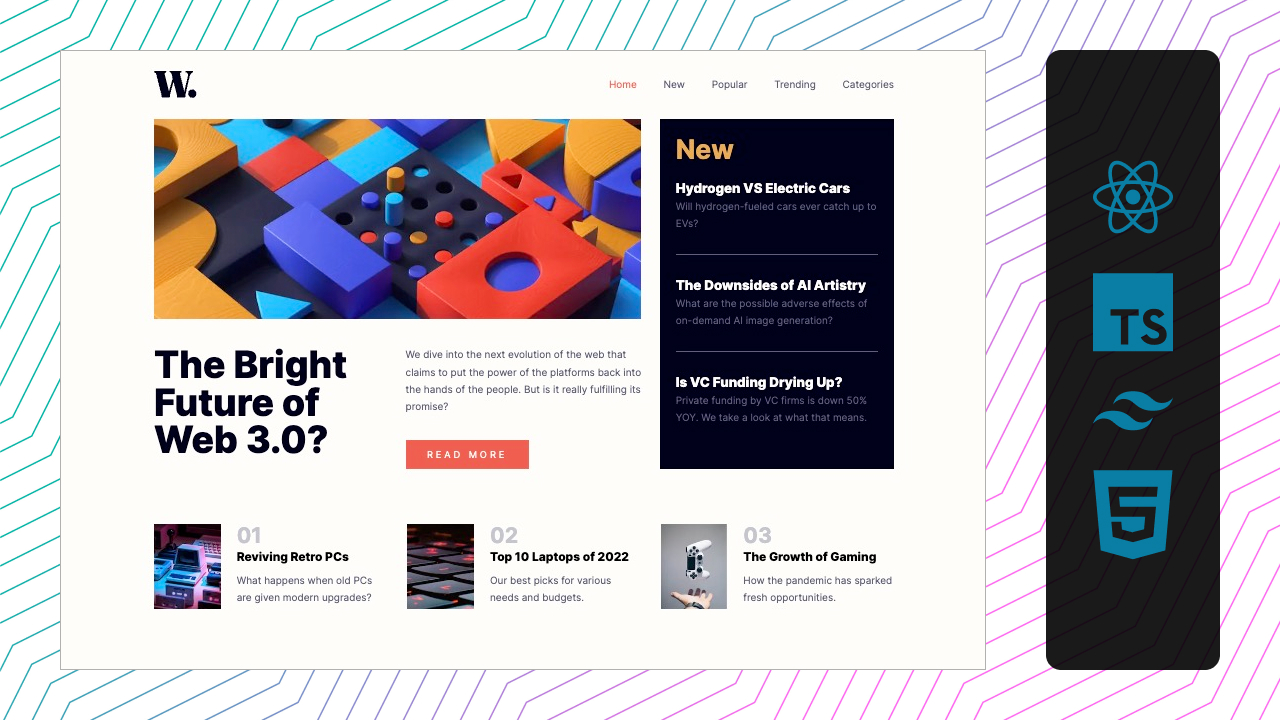 W.
Home
New
Popular
Trending
Categories
New
Hydrogen VS Electric Cars
Will hydrogen-fueled cars ever catch up to
EVs?
The Downsides of AI Artistry
What are the possible adverse effects of
on-demand AI image generation?
Is VC Funding Drying Up?
Private funding by VC firms is down 50%
YOY. We take a look at what that means.
The Bright
Future of
Web 3.0?
We dive into the next evolution of the web that
claims to put the power of the platforms back into
the hands of the people. But is it really fulfilling its
promise?
READ MORE
01
Reviving Retro PCs
What happens when old PCs
are given modern upgrades?
02
Top 10 Laptops of 2022
Our best picks for various
needs and budgets.
03
The Growth of Gaming
How the pandemic has sparked
fresh opportunities.
TS
5